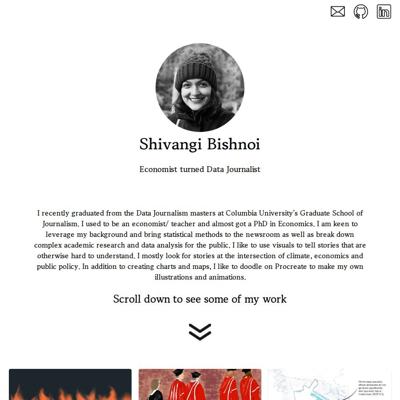 Shivangi Bishnoi
Economist turned Data Journalist
I recently graduated from the Data Journalism masters at Columbia University's Graduate School of
Journalism. I used to be an economist/ teacher and almost got a PhD in Economics. I am keen to
leverage my background and bring statistical methods to the newsroom as well as break down
complex academic research and data analysis for the public. I like to use visuals to tell stories that are
otherwise hard to understand. I mostly look for stories at the intersection of climate, economics and
public policy. In addition to creating charts and maps, I like to doodle on Procreate to make my own
illustrations and animations.
Scroll down to see some of my work